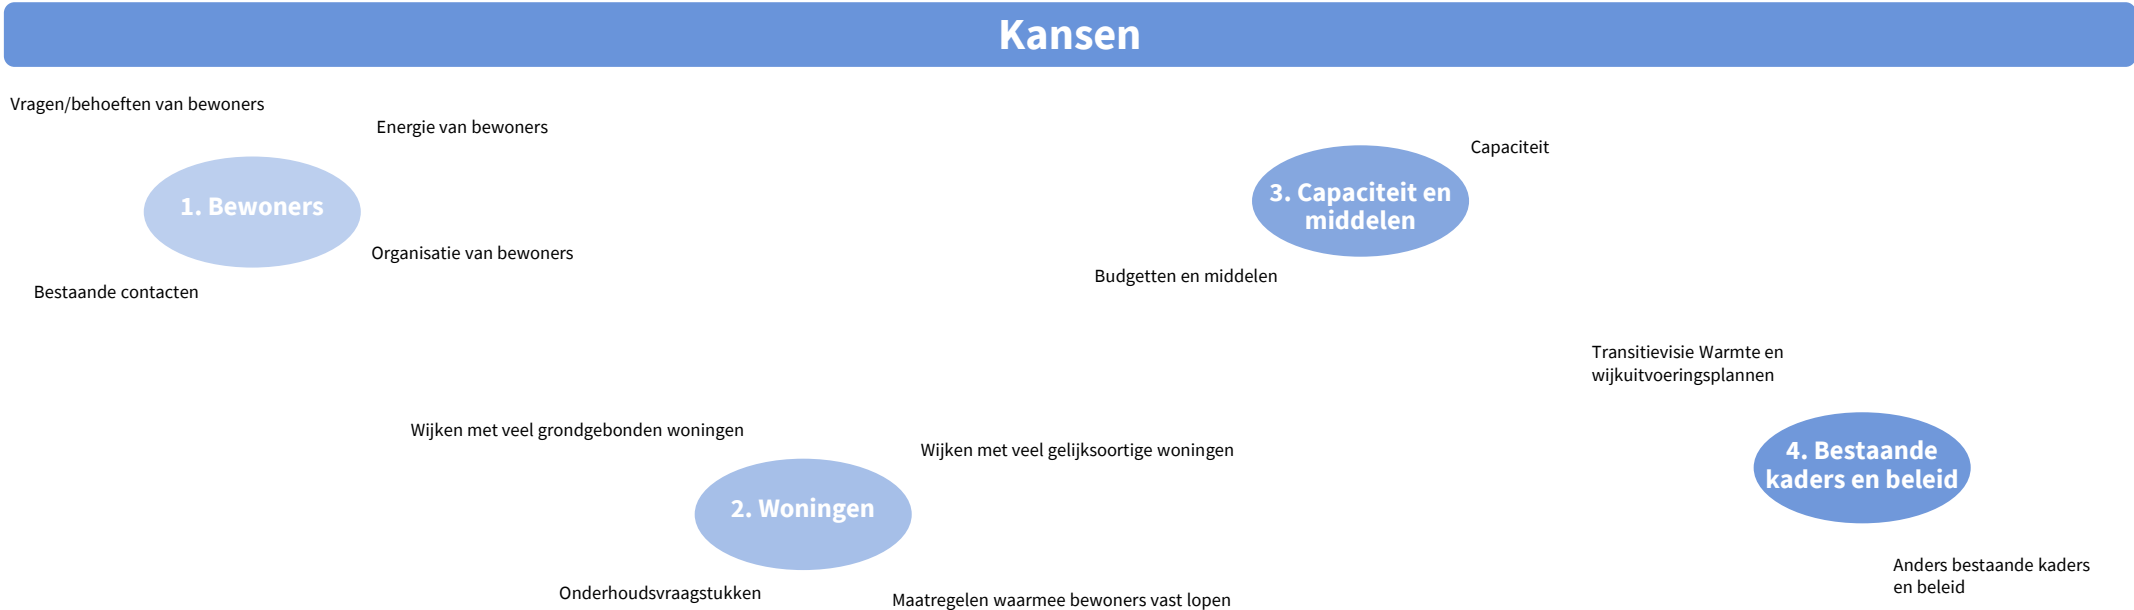 Kansen
Vragen/behoeften van bewoners
Energie van bewoners
1. Bewoners
Organisatie van bewoners
Bestaande contacten
Wijken met veel grondgebonden woningen
Wijken met veel gelijksoortige woningen
2. Woningen
Onderhoudsvraagstukken
Maatregelen waarmee bewoners vast lopen
Capaciteit
3. Capaciteit en
middelen
Budgetten en middelen
Transitievisie Warmte en
wijkuitvoeringsplannen
4. Bestaande
kaders en beleid
Anders bestaande kaders
en beleid